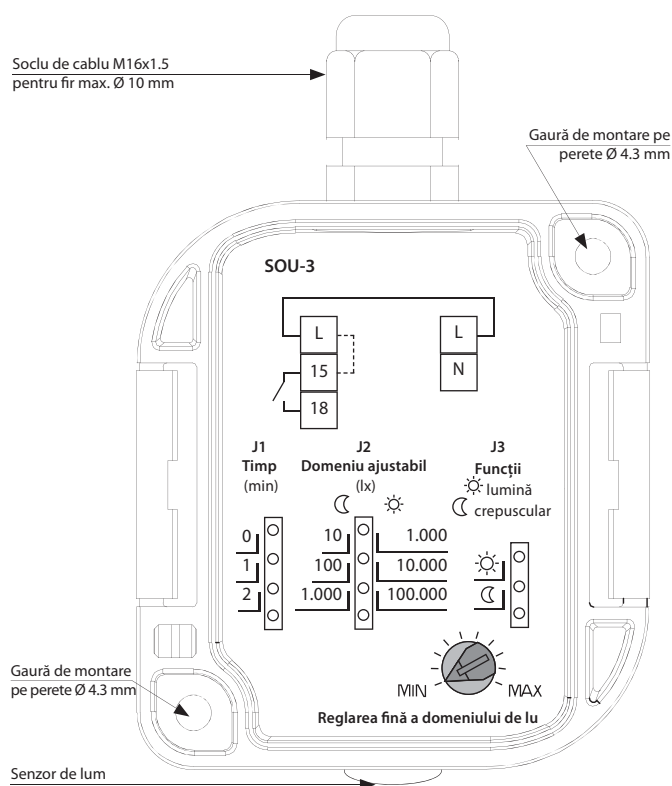 Soclu de cablu M16x1.5
pentru fir max. Ø 10 mm
Gaură de montare pe
perete Ø 4.3 mm
SOU-3
L
15
18
L
N
J1
Timp
(min)
J2
Domeniu ajustabil
(lx)
J3
Funcții
lumină
crepuscular
0
1
2
10 1.000
100 10.000
1.000 100.000
MIN MAX
Reglarea fină a domeniului de lu
Gaură de montare
pe perete Ø 4.3 mm
Senzor de lum